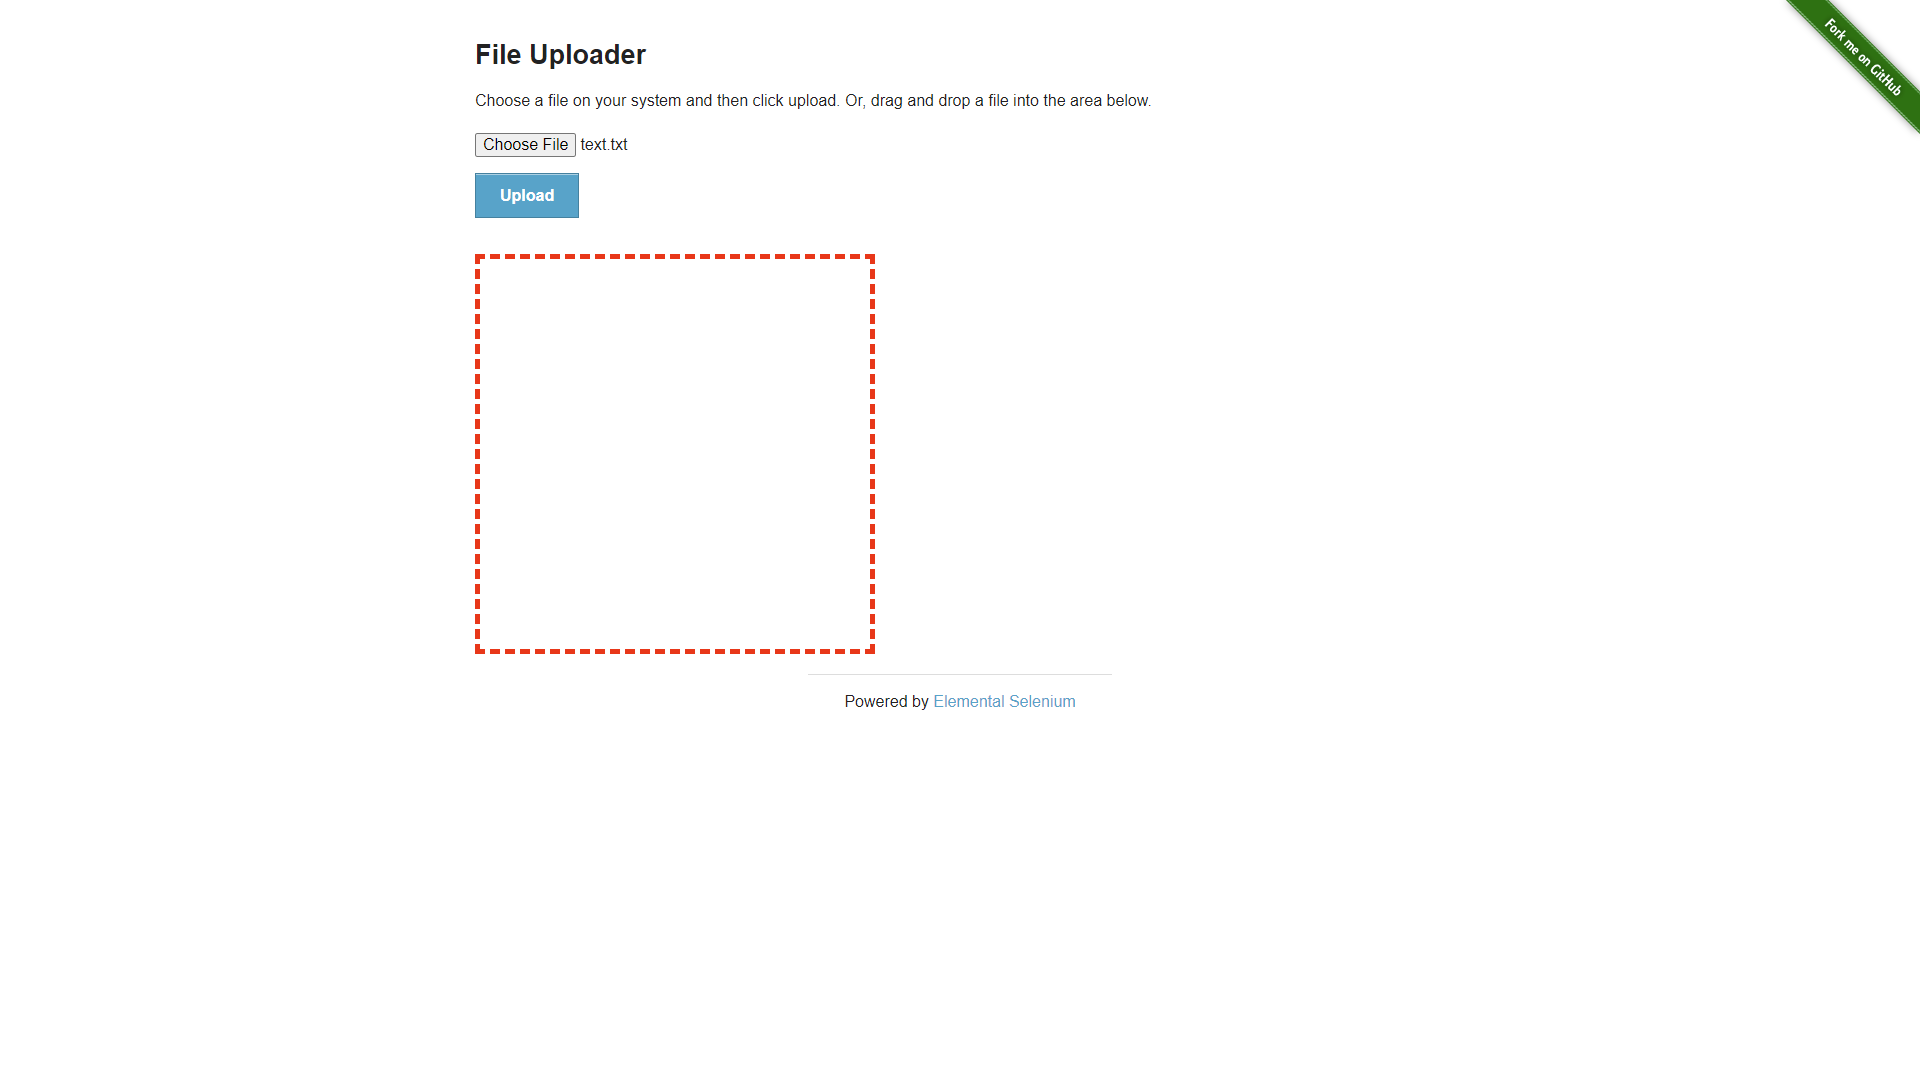 File Uploader
Fork me on GitHub
Choose a file on your system and then click upload. Or, drag and drop a file into the area below.
Choose File text.txt
Upload
Powered by Elemental Selenium